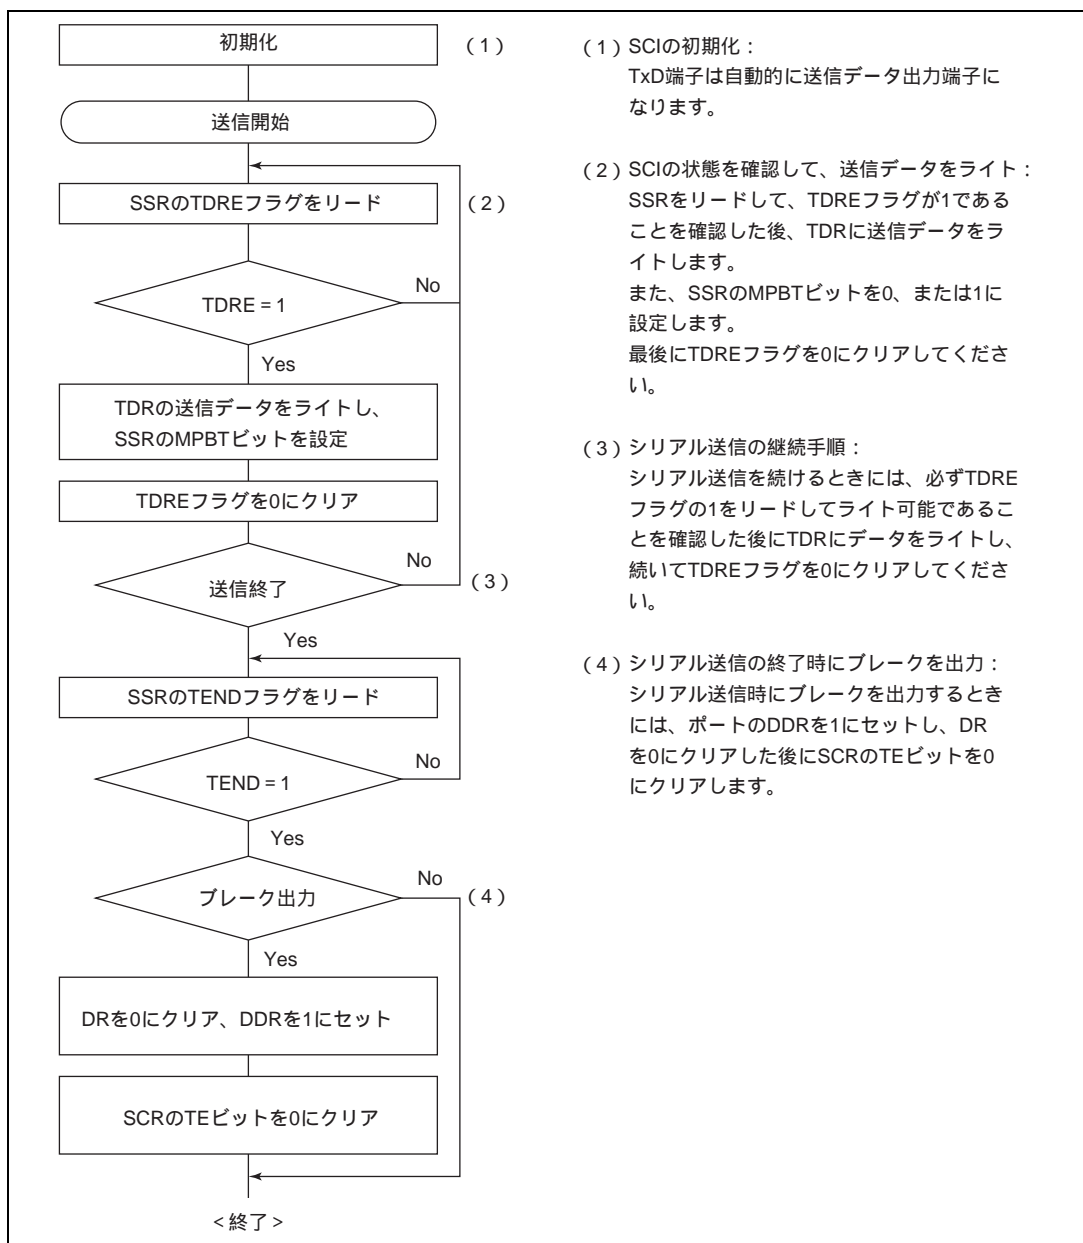 初期化
(1)
送信開始
SSRのTDREフラグをリード
(2)
TDRE = 1
No
Yes
TDRの送信データをライトし、
SSRのMPBTビットを設定
TDREフラグを0にクリア
送信終了
No
(3)
Yes
SSRのTENDフラグをリード
TEND = 1
No
Yes
ブレーク出力
No
(4)
Yes
DRを0にクリア、DDRを1にセット
SCRのTEビットを0にクリア
<終了>
(1)SCIの初期化:
TxD端子は自動的に送信データ出力端子に
なります。
(2)SCIの状態を確認して、送信データをライト:
SSRをリードして、TDREフラグが1である
ことを確認した後、TDRに送信データをラ
イトします。
また、SSRのMPBTビットを0、または1に
設定します。
最後にTDREフラグを0にクリアしてくださ
い。
(3)シリアル送信の継続手順:
シリアル送信を続けるときには、必ずTDRE
フラグの1をリードしてライト可能であるこ
とを確認した後にTDRにデータをライトし、
続いてTDREフラグを0にクリアしてくださ
い。
(4)シリアル送信の終了時にブレークを出力:
シリアル送信時にブレークを出力するとき
には、ポートのDDRを1にセットし、DR
を0にクリアした後にSCRのTEビットを0
にクリアします。